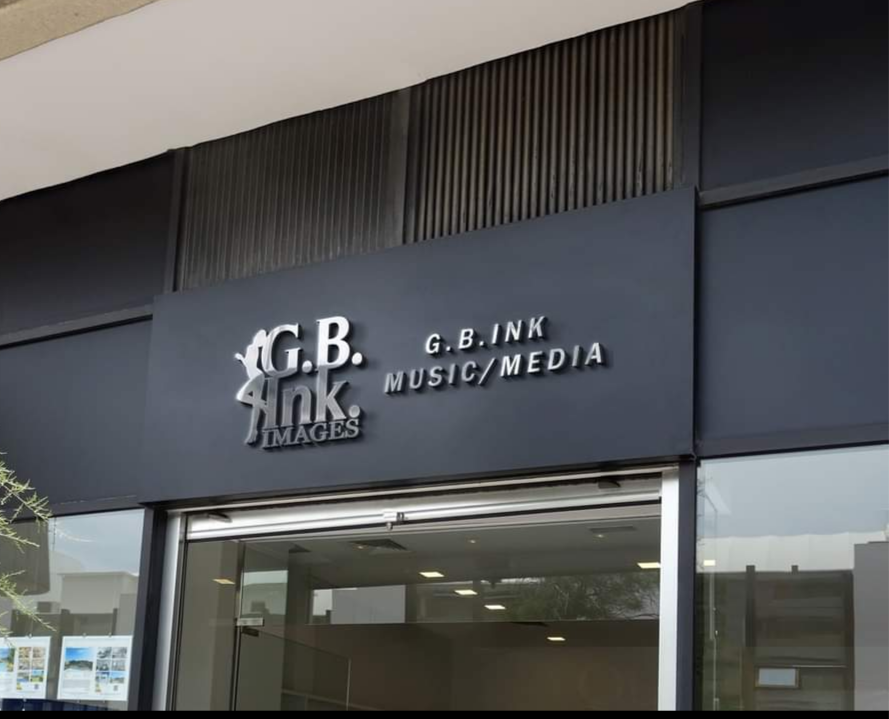 G.B.
Ink.
IMAGES
G.B.INK
MUSIC/MEDIA